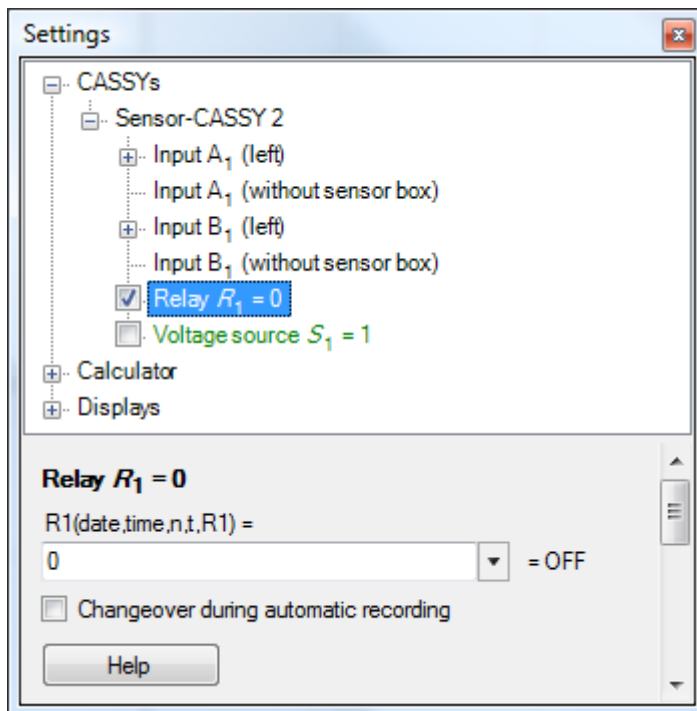 Settings
CASSYs
Sensor-CASSY 2
Input A₁ (left)
Input A₁ (without sensor box)
Input B₁ (left)
Input B₁ (without sensor box)
Relay R₁ = 0
Voltage source S₁ = 1
Calculator
Displays
Relay R₁ = 0
R1(date,time,n,t,R1) =
0 = OFF
Changeover during automatic recording
Help